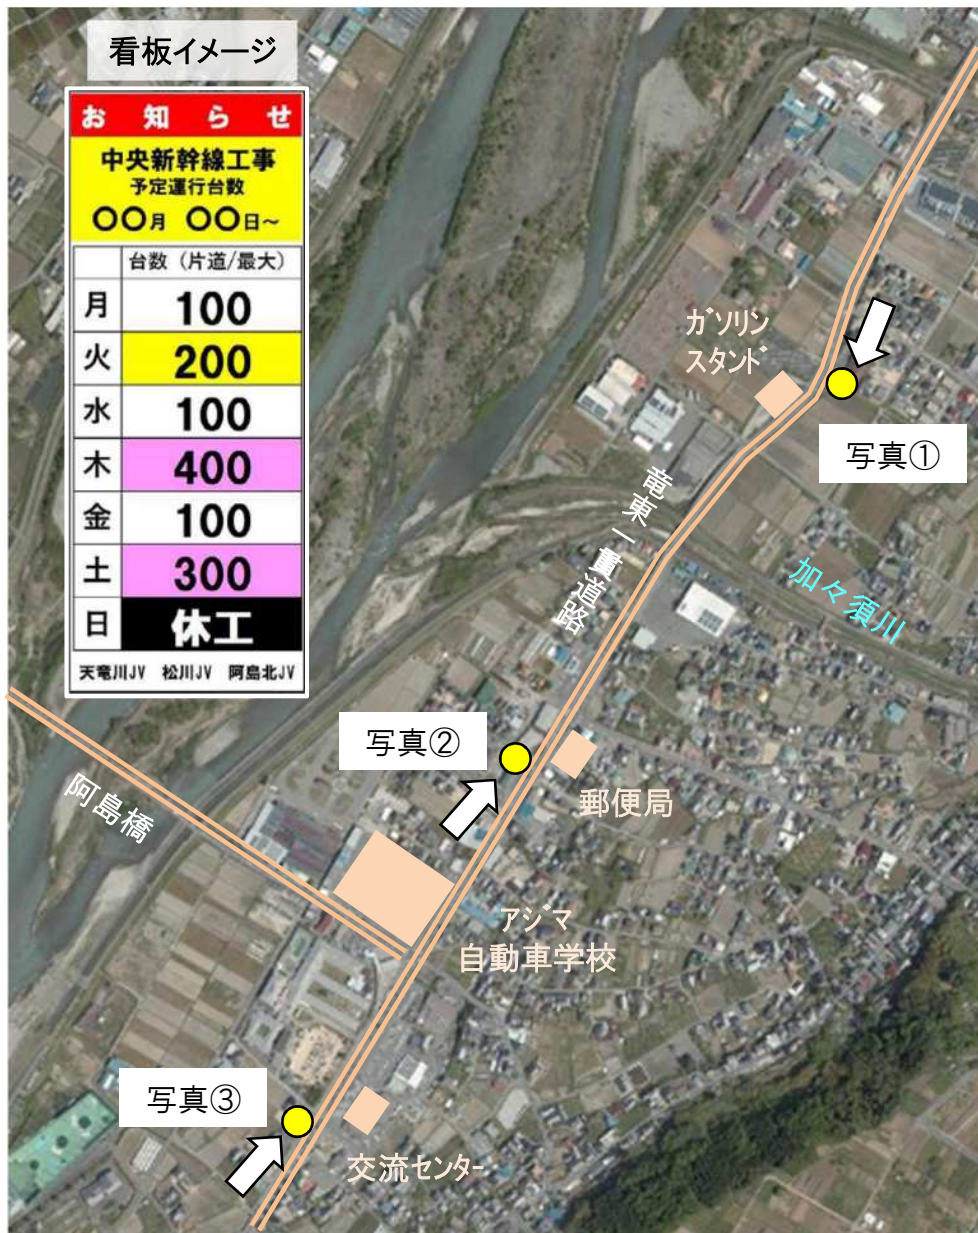 看板イメージ
お知らせ
中央新幹線工事
予定運行台数
〇〇月 〇〇日~
台数（片道/最大）
月 100
火 200
水 100
木 400
金 100
土 300
日 休工
天竜川JV 松川JV 阿島北JV
ガソリン
スタンド
写真①
竜東一貫道路
加々須川
写真②
郵便局
阿島橋
アジマ
自動車学校
写真③
交流センター